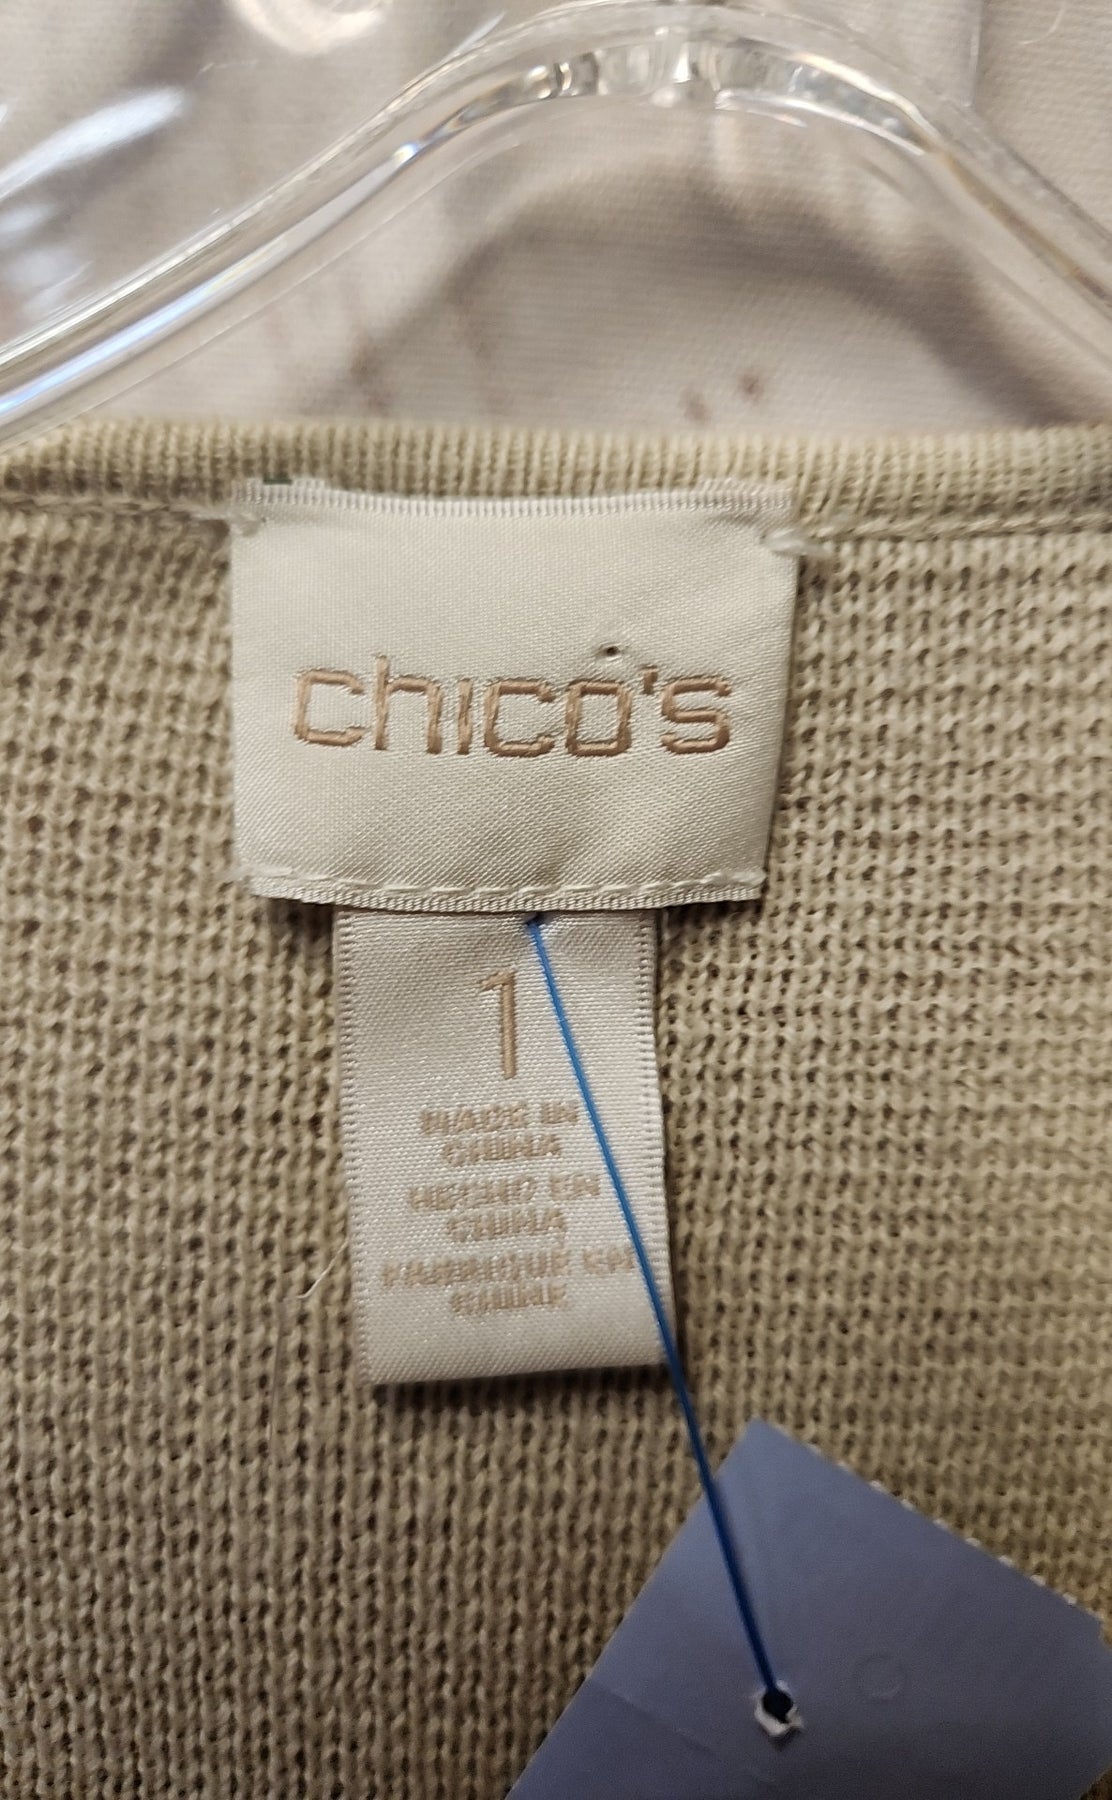 chico's
1
MADE IN
CHINA
HECHO EN
CHINA
FABRIQUE EN
CHINE